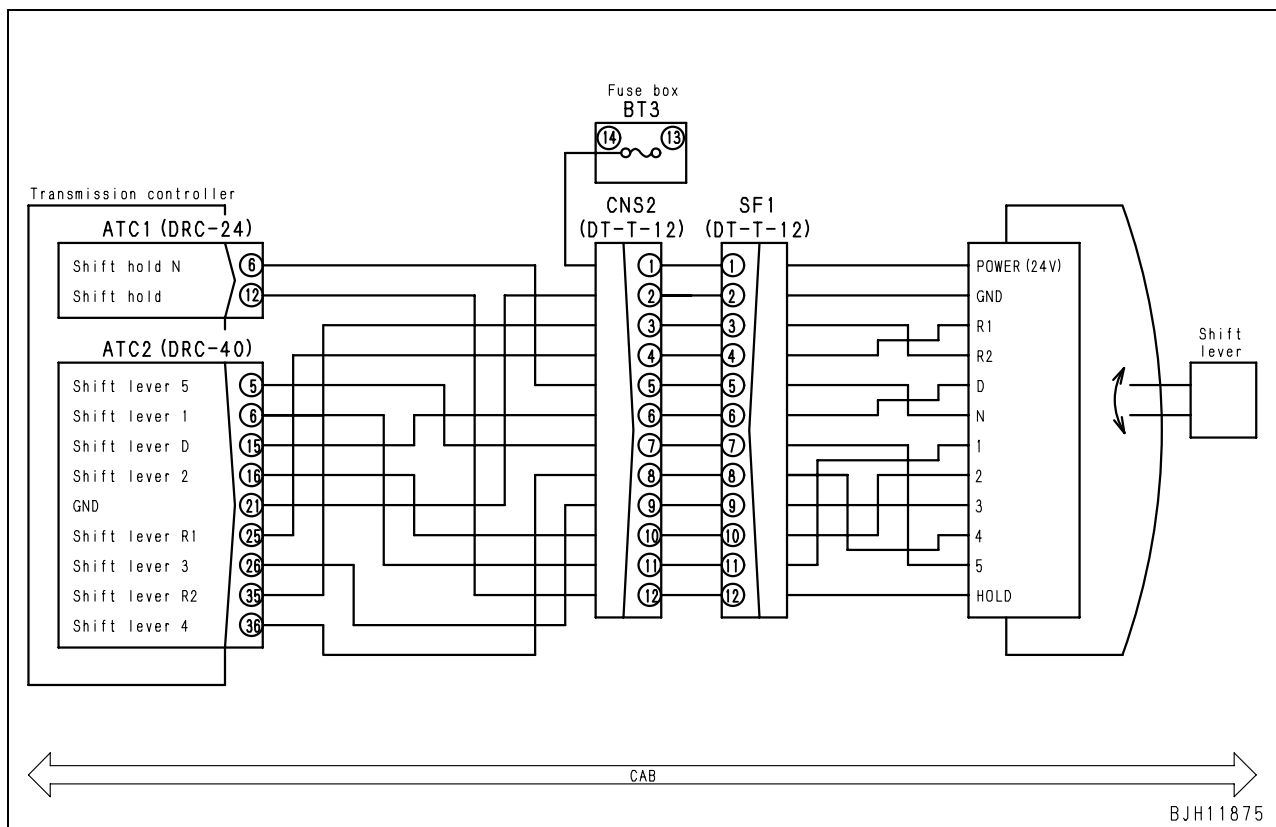 Fuse box
BT3
14 13
Transmission controller
ATC1 (DRC-24)
Shift hold N 6
Shift hold 12
ATC2 (DRC-40)
Shift lever 5 5
Shift lever 1 6
Shift lever D 15
Shift lever 2 16
GND 21
Shift lever R1 25
Shift lever 3 26
Shift lever R2 35
Shift lever 4 36
CNS2
(DT-T-12)
1
2
3
4
5
6
7
8
9
10
11
12
SF1
(DT-T-12)
1
2
3
4
5
6
7
8
9
10
11
12
POWER (24V)
GND
R1
R2
D
N
1
2
3
4
5
HOLD
Shift
lever
CAB
BJH11875